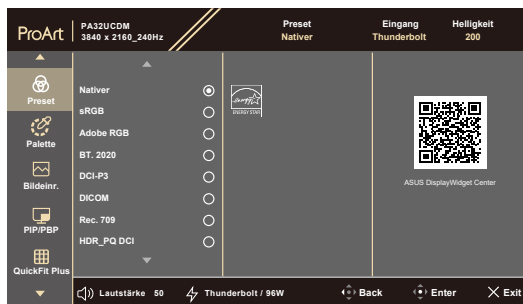 ProArt
PA32UCDM
3840 x 2160_240Hz
Preset
Nativer
Eingang
Thunderbolt
Helligkeit
200
Preset
Palette
Bildeinr.
PIP/PBP
QuickFit Plus
Nativer
sRGB
Adobe RGB
BT. 2020
DCI-P3
DICOM
Rec. 709
HDR_PQ DCI
ENERGY STAR
ASUS DisplayWidget Center
Lautstärke 50
Thunderbolt / 96W
Back
Enter
Exit